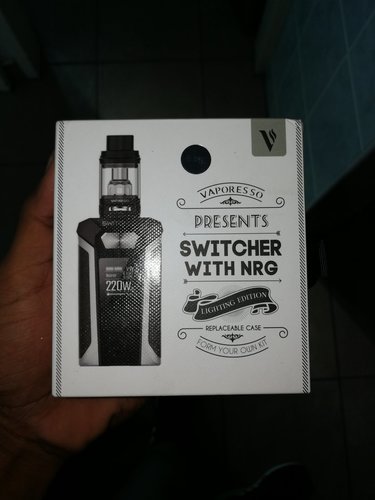 VAPORESSO
PRESENTS
SWITCHER
WITH NRG
LIGHTING EDITION
REPLACEABLE CASE
FORM YOUR OWN KIT
220W